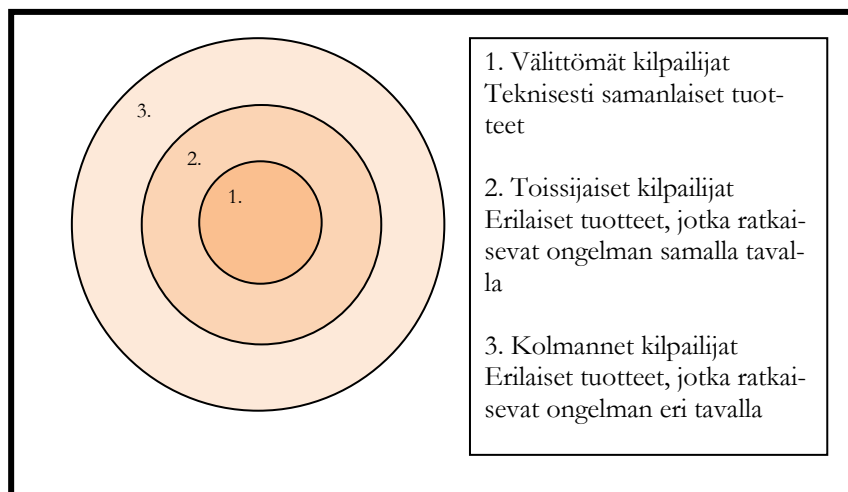 3.
2.
1.
1. Välittömät kilpailijat
Teknisesti samanlaiset tuot-
teet
2. Toissijaiset kilpailijat
Erilaiset tuotteet, jotka ratkai-
sevat ongelman samalla taval-
la
3. Kolmannet kilpailijat
Erilaiset tuotteet, jotka ratkai-
sevat ongelman eri tavalla